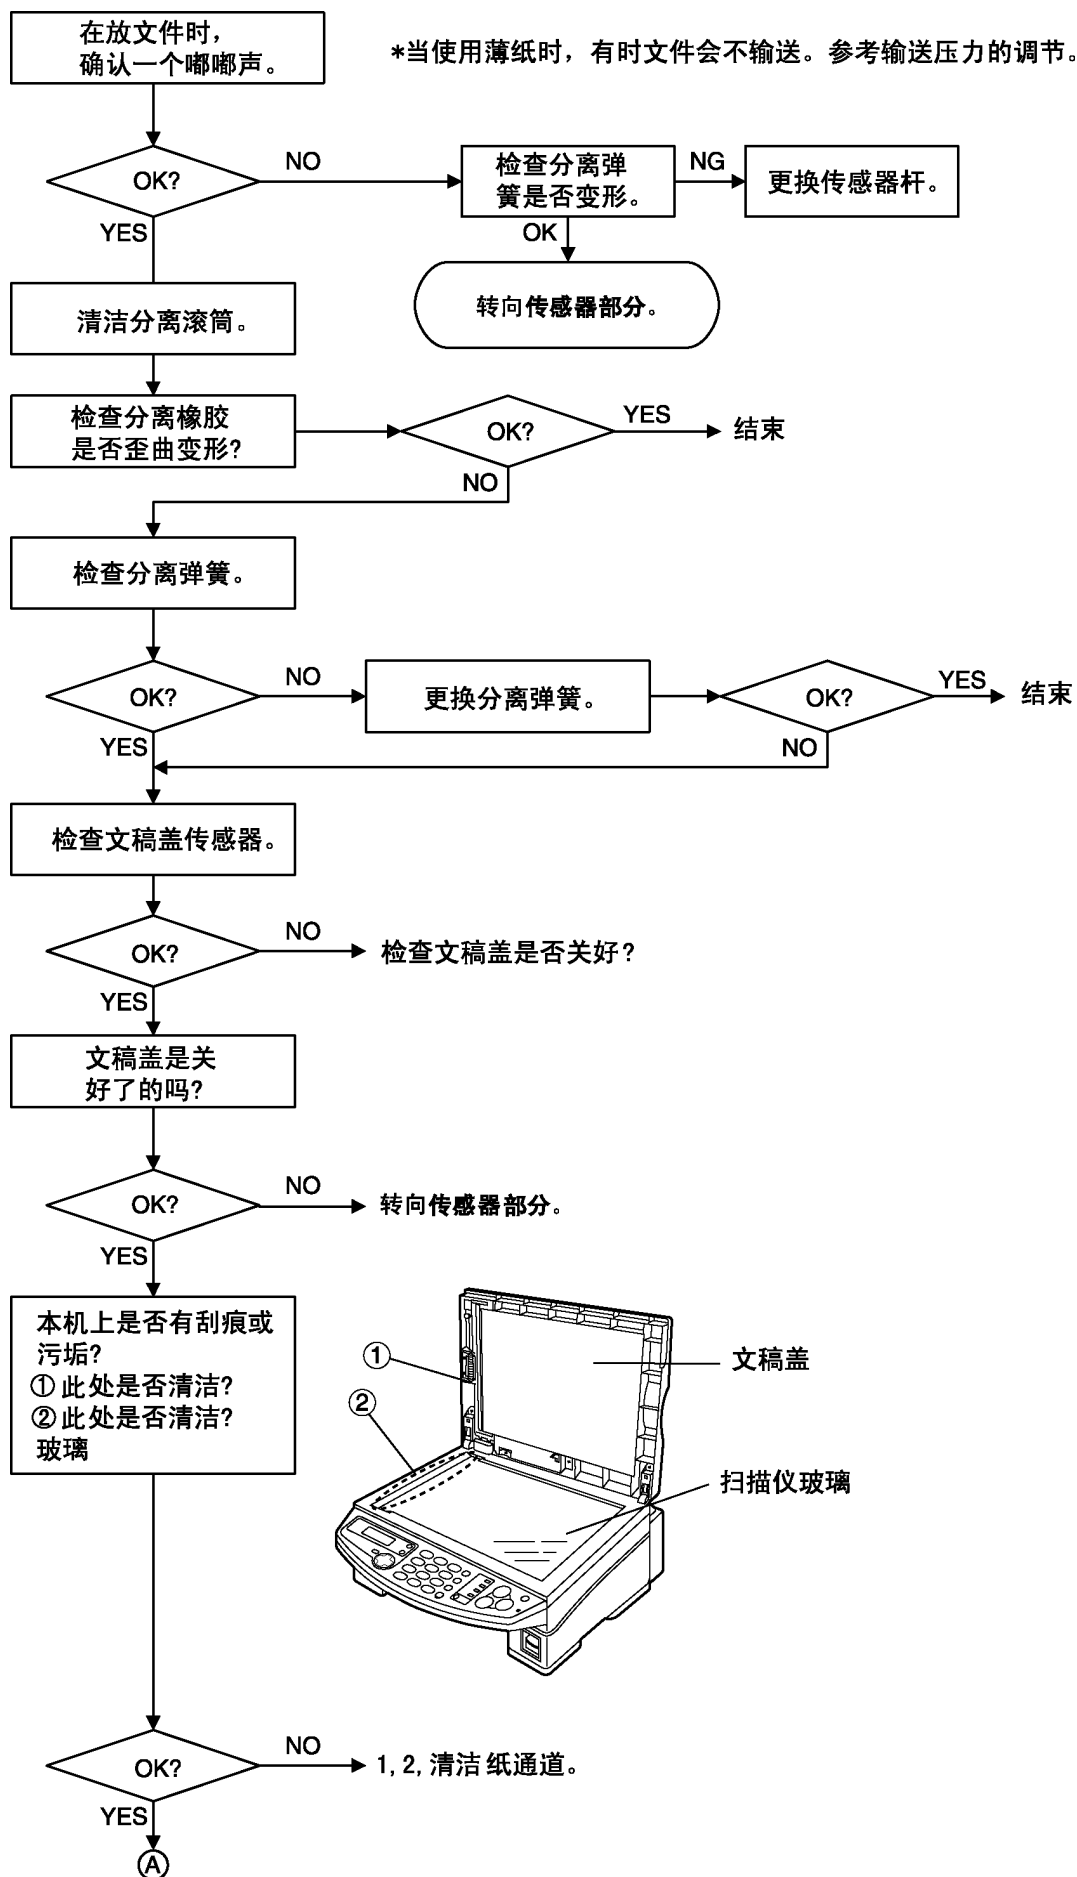 在放文件时，
确认一个嘟嘟声。
*当使用薄纸时，有时文件会不输送。参考输送压力的调节。
OK?
NO
检查分离弹
簧是否变形。
NG
更换传感器杆。
YES
OK
转向传感器部分。
清洁分离滚筒。
检查分离橡胶
是否歪曲变形?
OK?
YES
结束
NO
检查分离弹簧。
OK?
NO
更换分离弹簧。
OK?
YES
结束
YES
NO
检查文稿盖传感器。
OK?
NO
检查文稿盖是否关好?
YES
文稿盖是关
好了的吗?
OK?
NO
转向传感器部分。
YES
本机上是否有刮痕或
污垢?
①此处是否清洁?
②此处是否清洁?
玻璃
①
②
文稿盖
扫描仪玻璃
OK?
NO
1, 2, 清洁 纸通道。
YES
Ⓐ